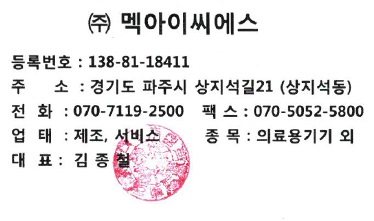 ㈜ 멕아이씨에스
등록번호 : 138-81-18411
주 소 : 경기도 파주시 상지석길21 (상지석동)
전 화 : 070-7119-2500 팩 스 : 070-5052-5800
업 태 : 제조, 서비스 종 목 : 의료용기기 외
대 표 : 김 종 철